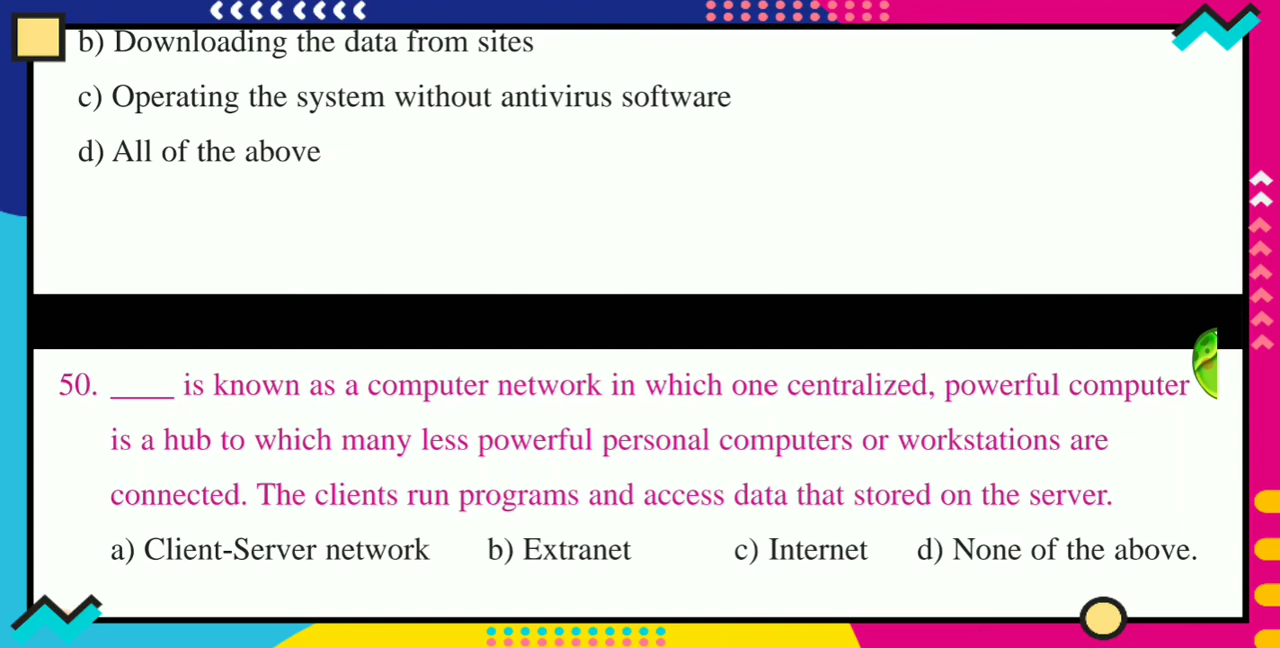 b) Downloading the data from sites
c) Operating the system without antivirus software
d) All of the above
50. ____ is known as a computer network in which one centralized, powerful computer
is a hub to which many less powerful personal computers or workstations are
connected. The clients run programs and access data that stored on the server.
a) Client-Server network b) Extranet c) Internet d) None of the above.